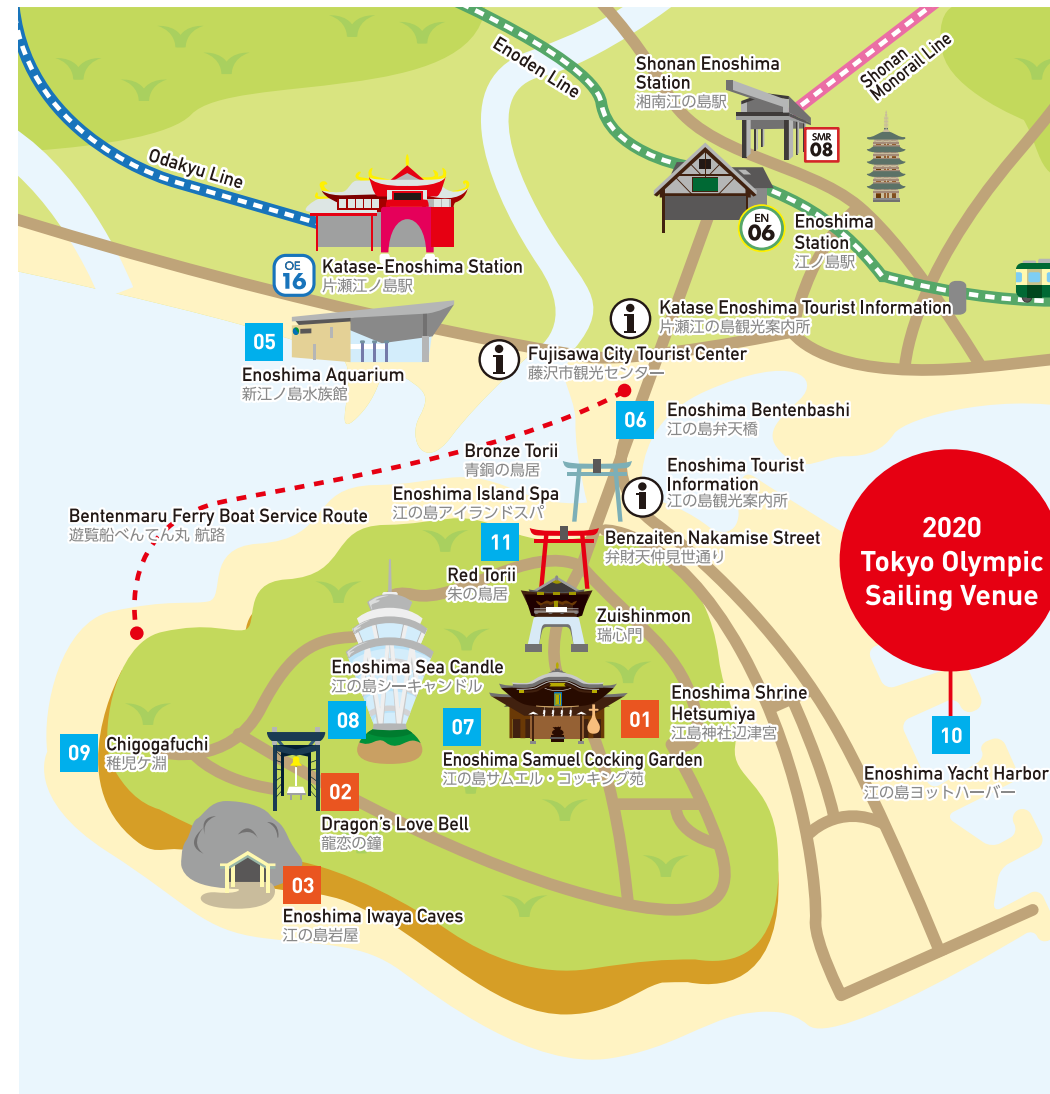 Enoden Line
Shonan Enoshima
Station
湘南江の島駅
Shonan
Monorail Line
SMR
08
Odakyu Line
EN
06
Enoshima
Station
江ノ島駅
OE
16
Katase-Enoshima Station
片瀬江ノ島駅
Katase Enoshima Tourist Information
片瀬江の島観光案内所
05
Enoshima Aquarium
新江ノ島水族館
Fujisawa City Tourist Center
藤沢市観光センター
06
Enoshima Bentenbashi
江の島弁天橋
Bronze Torii
青銅の鳥居
Enoshima Tourist
Information
江の島観光案内所
Enoshima Island Spa
江の島アイランドスパ
11
Bentenmaru Ferry Boat Service Route
遊覧船べんてん丸 航路
Benzaiten Nakamise Street
弁財天仲見世通り
2020
Tokyo Olympic
Sailing Venue
Red Torii
朱の鳥居
Zuishinmon
瑞心門
Enoshima Sea Candle
江の島シーキャンドル
08
07
01
Enoshima Shrine
Hetsumiya
江島神社辺津宮
09
Chigogafuchi
稚児ケ淵
Enoshima Samuel Cocking Garden
江の島サムエル・コッキング苑
10
Enoshima Yacht Harbor
江の島ヨットハーバー
02
Dragon's Love Bell
龍恋の鐘
03
Enoshima Iwaya Caves
江の島岩屋